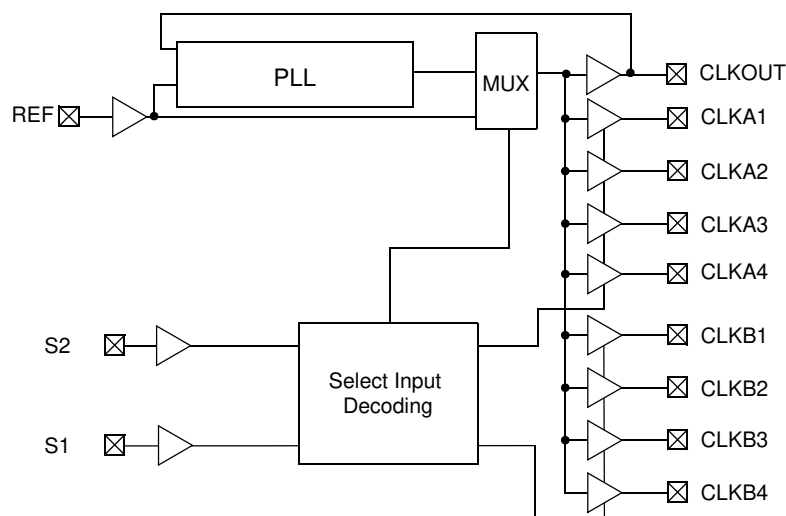 PLL
MUX
REF
CLKOUT
CLKA1
CLKA2
CLKA3
CLKA4
S2
S1
Select Input
Decoding
CLKB1
CLKB2
CLKB3
CLKB4